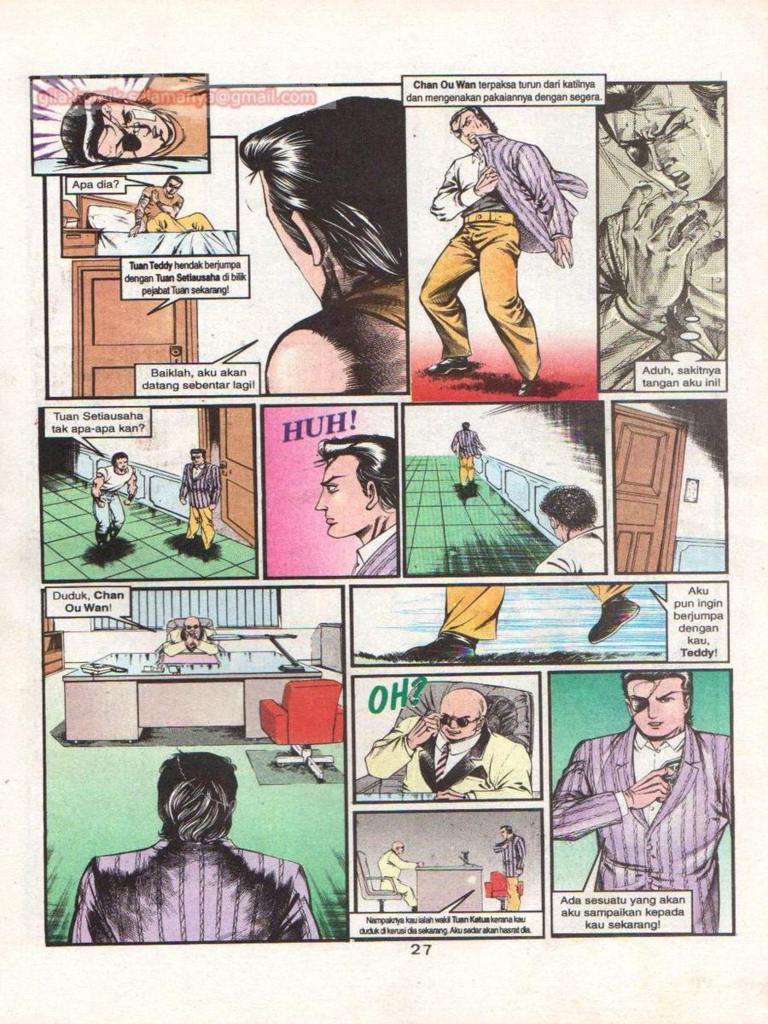 gilakomik.selamanya@gmail.com
Apa dia?
Tuan Teddy hendak berjumpa
dengan Tuan Setiausaha di bilik
pejabat Tuan sekarang!
Baiklah, aku akan
datang sebentar lagi!
Chan Ou Wan terpaksa turun dari katilnya
dan mengenakan pakaiannya dengan segera.
Aduh, sakitnya
tangan aku ini!
Tuan Setiausaha
tak apa-apa kan?
HUH!
Duduk, Chan
Ou Wan!
Aku
pun ingin
berjumpa
dengan
kau,
Teddy!
OH?
Nampaknya kau ialah wakil Tuan Ketua kerana kau
duduk di kerusi dia sekarang. Aku sedar akan hasrat dia.
Ada sesuatu yang akan
aku sampaikan kepada
kau sekarang!
27